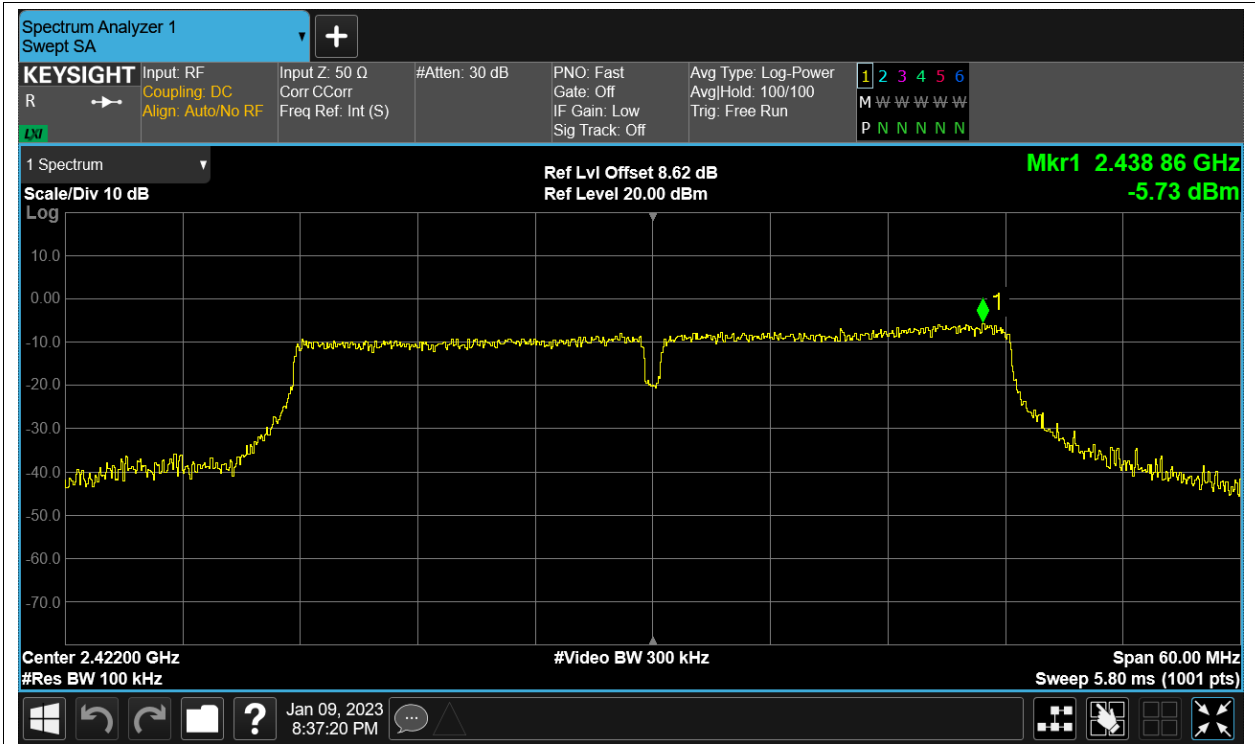 Spectrum Analyzer 1
Swept SA
KEYSIGHT
R
LXI
Input: RF
Coupling: DC
Align: Auto/No RF
Input Z: 50 Ω
Corr CCorr
Freq Ref: Int (S)
#Atten: 30 dB
PNO: Fast
Gate: Off
IF Gain: Low
Sig Track: Off
Avg Type: Log-Power
Avg|Hold: 100/100
Trig: Free Run
1 2 3 4 5 6
M W W W W W
P N N N N N
1 Spectrum
Scale/Div 10 dB
Ref Lvl Offset 8.62 dB
Ref Level 20.00 dBm
Mkr1 2.438 86 GHz
-5.73 dBm
Log
10.0
0.00
-10.0
-20.0
-30.0
-40.0
-50.0
-60.0
-70.0
1
Center 2.42200 GHz
#Res BW 100 kHz
#Video BW 300 kHz
Span 60.00 MHz
Sweep 5.80 ms (1001 pts)
?
Jan 09, 2023
8:37:20 PM